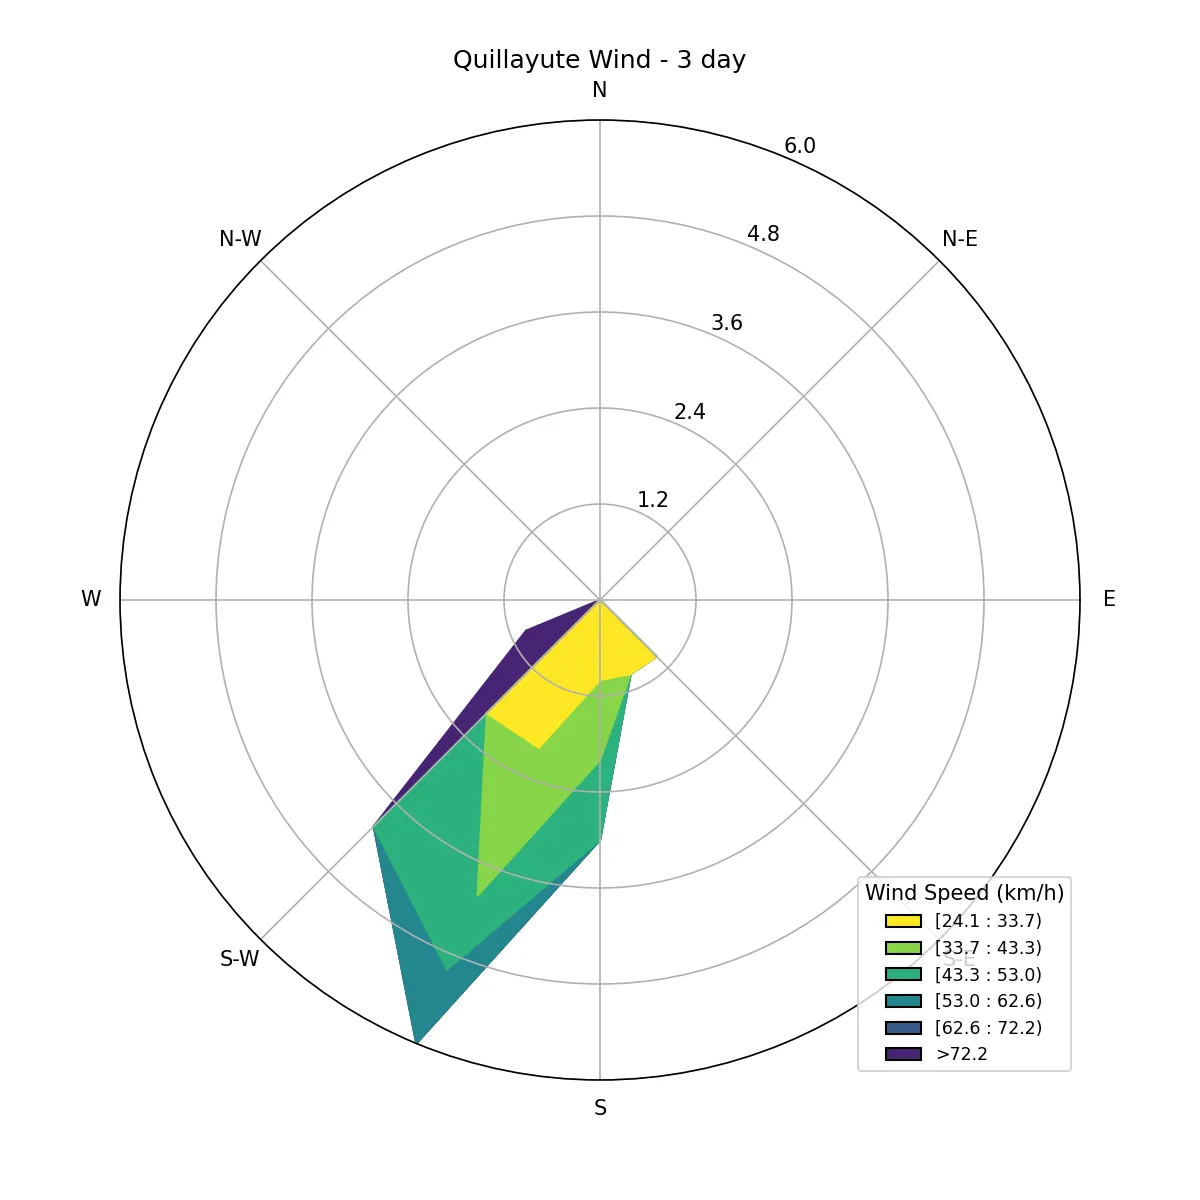 Quillayute Wind - 3 day
N
6.0
N-W
N-E
4.8
3.6
2.4
1.2
W
E
S-W
S-E
S
Wind Speed (km/h)
[24.1 : 33.7)
[33.7 : 43.3)
[43.3 : 53.0)
[53.0 : 62.6)
[62.6 : 72.2)
>72.2